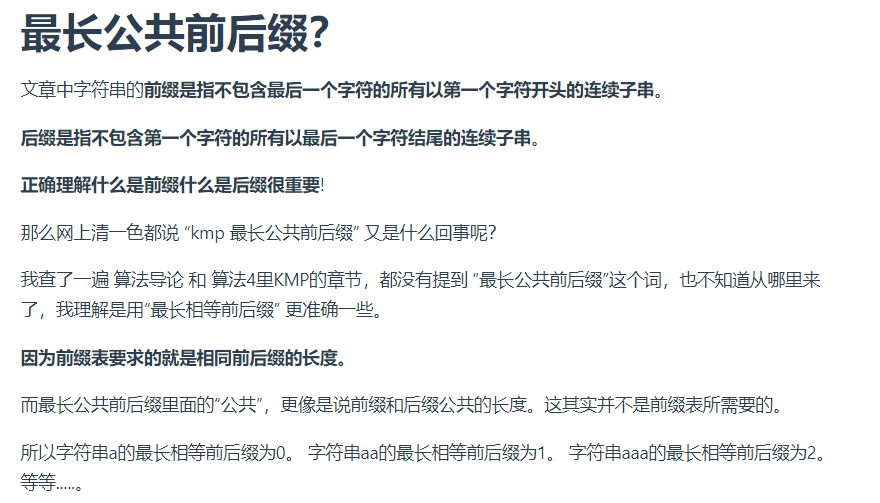 最长公共前后缀？
文章中字符串的前缀是指不包含最后一个字符的所有以第一个字符开头的连续子串。
后缀是指不包含第一个字符的所有以最后一个字符结尾的连续子串。
正确理解什么是前缀什么是后缀很重要!
那么网上清一色都说 “kmp 最长公共前后缀” 又是什么回事呢？
我查了一遍 算法导论 和 算法4里KMP的章节，都没有提到 “最长公共前后缀”这个词，也不知道从哪里来
了，我理解是用“最长相等前后缀” 更准确一些。
因为前缀表要求的就是相同前后缀的长度。
而最长公共前后缀里面的“公共”，更像是说前缀和后缀公共的长度。这其实并不是前缀表所需要的。
所以字符串a的最长相等前后缀为0。 字符串aa的最长相等前后缀为1。 字符串aaa的最长相等前后缀为2。
等等.....。